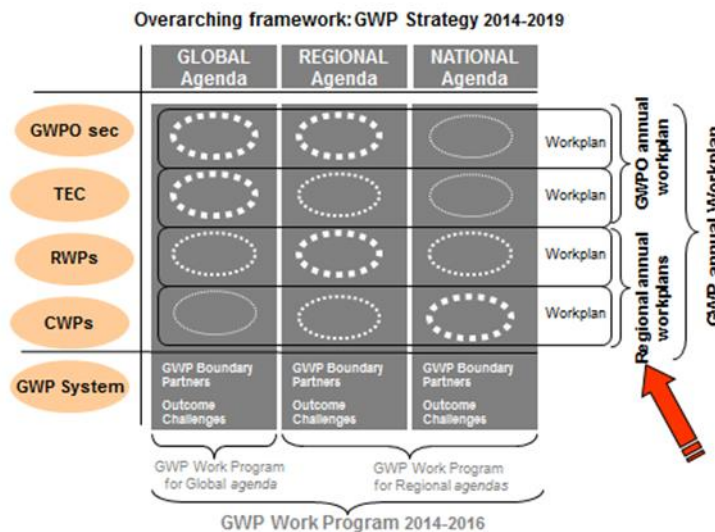 Overarching framework: GWP Strategy 2014-2019
GLOBAL Agenda
REGIONAL Agenda
NATIONAL Agenda
GWPO sec
Workplan
TEC
Workplan
RWPs
Workplan
CWPs
Workplan
GWPO annual workplan
Regional annual workplans
GWP annual Workplan
GWP System
GWP Boundary Partners
Outcome Challenges
GWP Boundary Partners
Outcome Challenges
GWP Boundary Partners
Outcome Challenges
GWP Work Program
for Global agenda
GWP Work Program
for Regional agendas
GWP Work Program 2014-2016